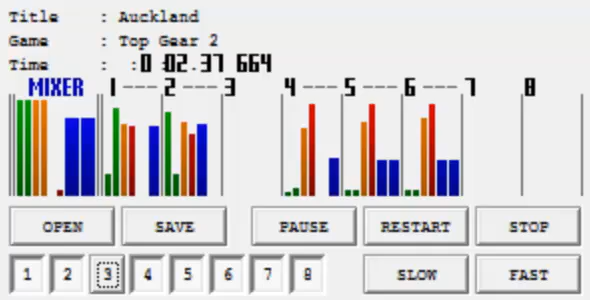 Title : Auckland
Game : Top Gear 2
Time : :0 :02.37 664
MIXER 1 --- 2 --- 3 4 --- 5 --- 6 --- 7 8
OPEN SAVE PAUSE RESTART STOP
1 2 3 4 5 6 7 8 SLOW FAST